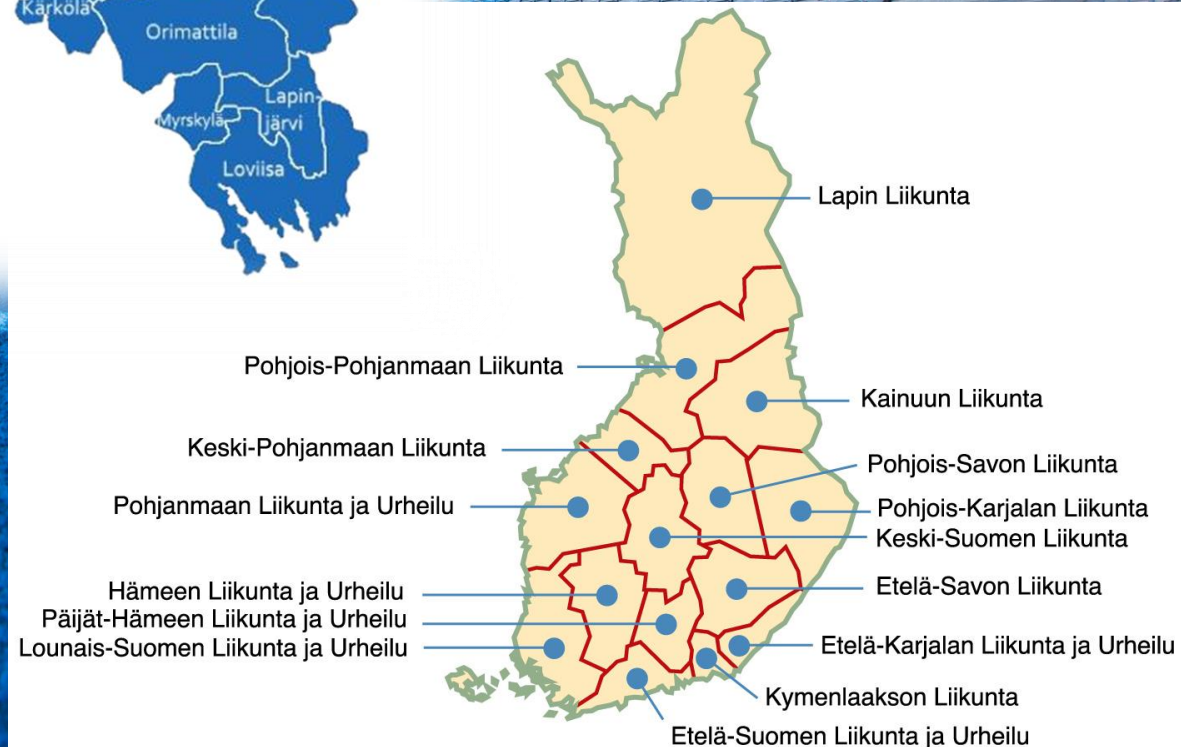 Kärkölä
Orimattila
Lapin-
järvi
Myrskylä
Loviisa
Lapin Liikunta
Pohjois-Pohjanmaan Liikunta
Kainuun Liikunta
Keski-Pohjanmaan Liikunta
Pohjois-Savon Liikunta
Pohjanmaan Liikunta ja Urheilu
Pohjois-Karjalan Liikunta
Keski-Suomen Liikunta
Hämeen Liikunta ja Urheilu
Etelä-Savon Liikunta
Päijät-Hämeen Liikunta ja Urheilu
Lounais-Suomen Liikunta ja Urheilu
Etelä-Karjalan Liikunta ja Urheilu
Kymenlaakson Liikunta
Etelä-Suomen Liikunta ja Urheilu